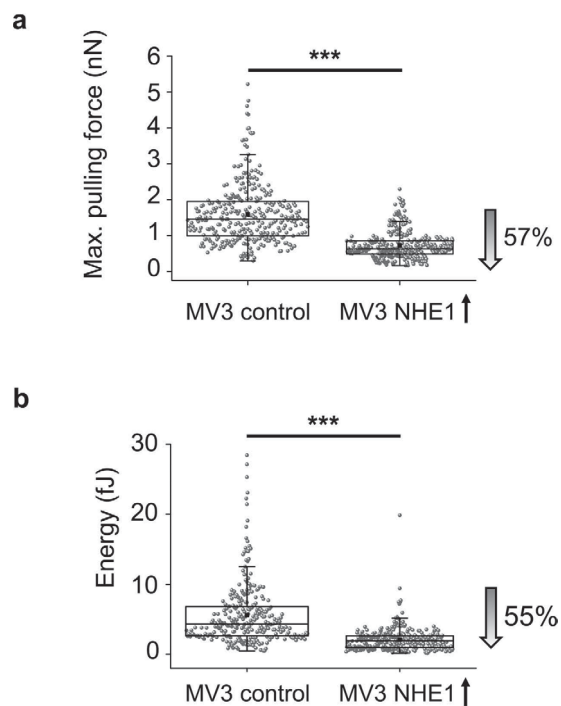 a
***
Max. pulling force (nN)
6
5
4
3
2
1
0
57%
MV3 control
MV3 NHE1
b
***
Energy (fJ)
30
20
10
0
55%
MV3 control
MV3 NHE1